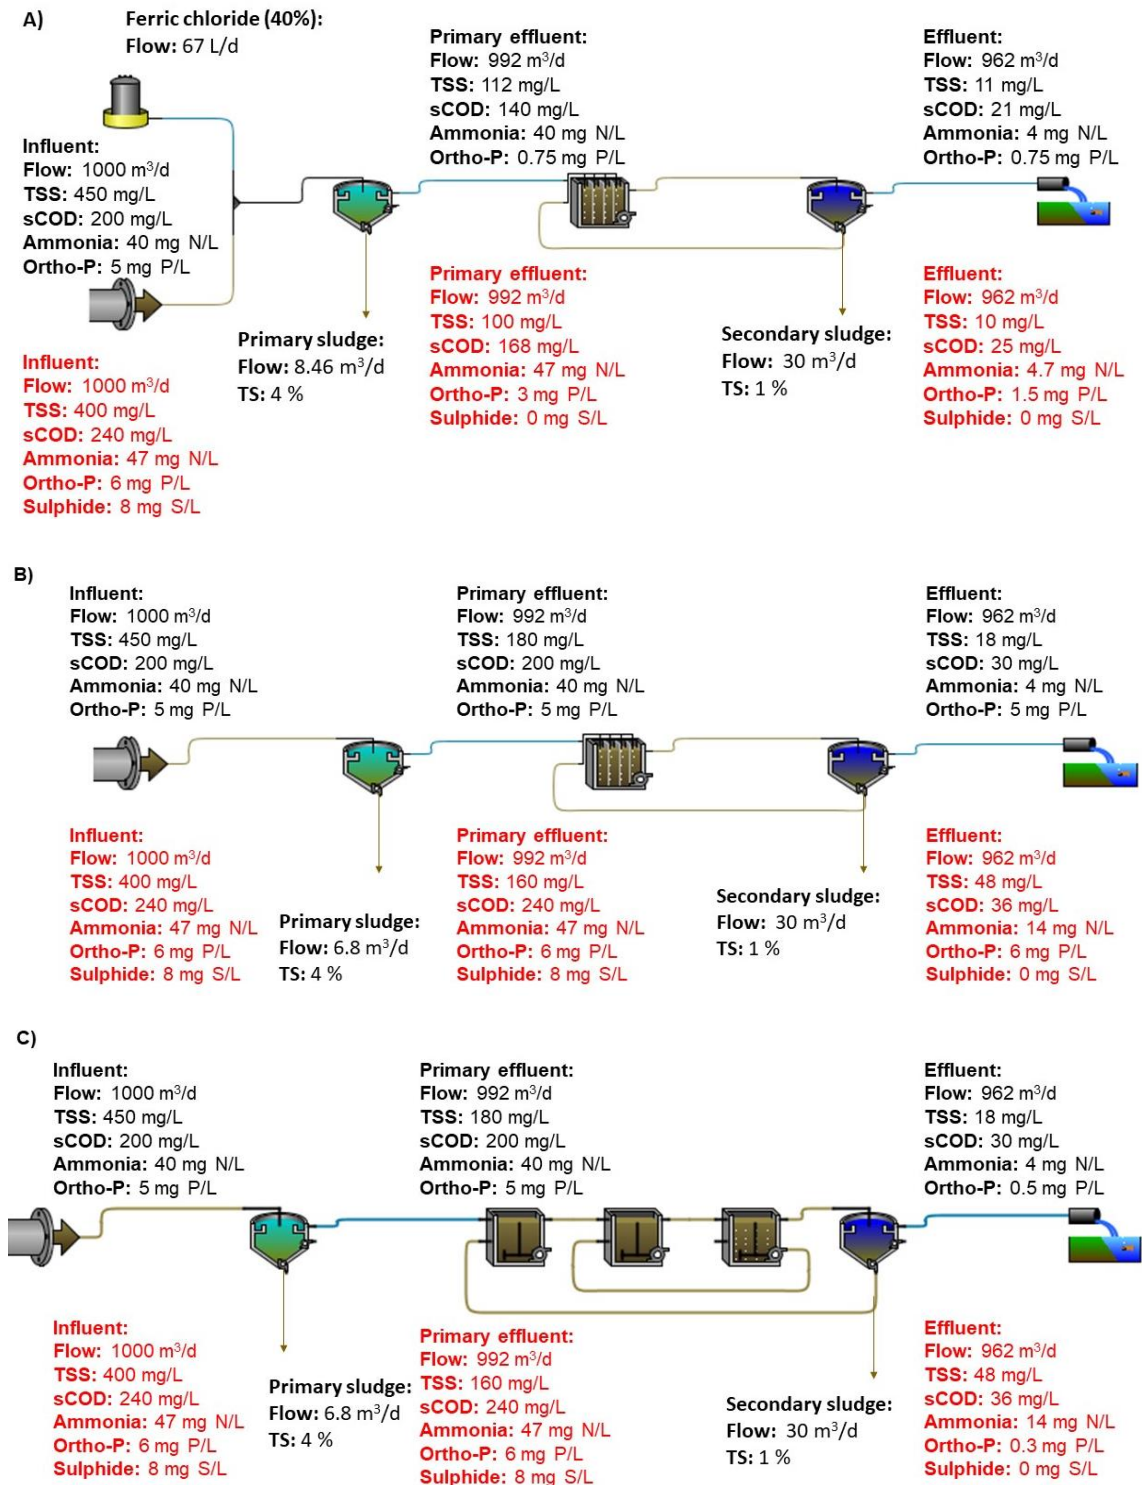 A)
Ferric chloride (40%):
Flow: 67 L/d
Influent:
Flow: 1000 m³/d
TSS: 450 mg/L
sCOD: 200 mg/L
Ammonia: 40 mg N/L
Ortho-P: 5 mg P/L
Primary effluent:
Flow: 992 m³/d
TSS: 112 mg/L
sCOD: 140 mg/L
Ammonia: 40 mg N/L
Ortho-P: 0.75 mg P/L
Effluent:
Flow: 962 m³/d
TSS: 11 mg/L
sCOD: 21 mg/L
Ammonia: 4 mg N/L
Ortho-P: 0.75 mg P/L
Influent:
Flow: 1000 m³/d
TSS: 400 mg/L
sCOD: 240 mg/L
Ammonia: 47 mg N/L
Ortho-P: 6 mg P/L
Sulphide: 8 mg S/L
Primary sludge:
Flow: 8.46 m³/d
TS: 4 %
Primary effluent:
Flow: 992 m³/d
TSS: 100 mg/L
sCOD: 168 mg/L
Ammonia: 47 mg N/L
Ortho-P: 3 mg P/L
Sulphide: 0 mg S/L
Secondary sludge:
Flow: 30 m³/d
TS: 1 %
Effluent:
Flow: 962 m³/d
TSS: 10 mg/L
sCOD: 25 mg/L
Ammonia: 4.7 mg N/L
Ortho-P: 1.5 mg P/L
Sulphide: 0 mg S/L
B)
Influent:
Flow: 1000 m³/d
TSS: 450 mg/L
sCOD: 200 mg/L
Ammonia: 40 mg N/L
Ortho-P: 5 mg P/L
Primary effluent:
Flow: 992 m³/d
TSS: 180 mg/L
sCOD: 200 mg/L
Ammonia: 40 mg N/L
Ortho-P: 5 mg P/L
Effluent:
Flow: 962 m³/d
TSS: 18 mg/L
sCOD: 30 mg/L
Ammonia: 4 mg N/L
Ortho-P: 5 mg P/L
Influent:
Flow: 1000 m³/d
TSS: 400 mg/L
sCOD: 240 mg/L
Ammonia: 47 mg N/L
Ortho-P: 6 mg P/L
Sulphide: 8 mg S/L
Primary sludge:
Flow: 6.8 m³/d
TS: 4 %
Primary effluent:
Flow: 992 m³/d
TSS: 160 mg/L
sCOD: 240 mg/L
Ammonia: 47 mg N/L
Ortho-P: 6 mg P/L
Sulphide: 8 mg S/L
Secondary sludge:
Flow: 30 m³/d
TS: 1 %
Effluent:
Flow: 962 m³/d
TSS: 48 mg/L
sCOD: 36 mg/L
Ammonia: 14 mg N/L
Ortho-P: 6 mg P/L
Sulphide: 0 mg S/L
C)
Influent:
Flow: 1000 m³/d
TSS: 450 mg/L
sCOD: 200 mg/L
Ammonia: 40 mg N/L
Ortho-P: 5 mg P/L
Primary effluent:
Flow: 992 m³/d
TSS: 180 mg/L
sCOD: 200 mg/L
Ammonia: 40 mg N/L
Ortho-P: 5 mg P/L
Effluent:
Flow: 962 m³/d
TSS: 18 mg/L
sCOD: 30 mg/L
Ammonia: 4 mg N/L
Ortho-P: 0.5 mg P/L
Influent:
Flow: 1000 m³/d
TSS: 400 mg/L
sCOD: 240 mg/L
Ammonia: 47 mg N/L
Ortho-P: 6 mg P/L
Sulphide: 8 mg S/L
Primary sludge:
Flow: 6.8 m³/d
TS: 4 %
Primary effluent:
Flow: 992 m³/d
TSS: 160 mg/L
sCOD: 240 mg/L
Ammonia: 47 mg N/L
Ortho-P: 6 mg P/L
Sulphide: 8 mg S/L
Secondary sludge:
Flow: 30 m³/d
TS: 1 %
Effluent:
Flow: 962 m³/d
TSS: 48 mg/L
sCOD: 36 mg/L
Ammonia: 14 mg N/L
Ortho-P: 0.3 mg P/L
Sulphide: 0 mg S/L